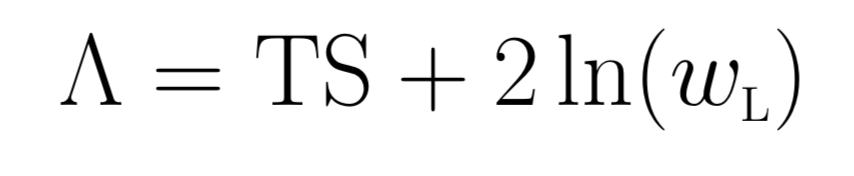 Λ = TS + 2 ln(w_L)